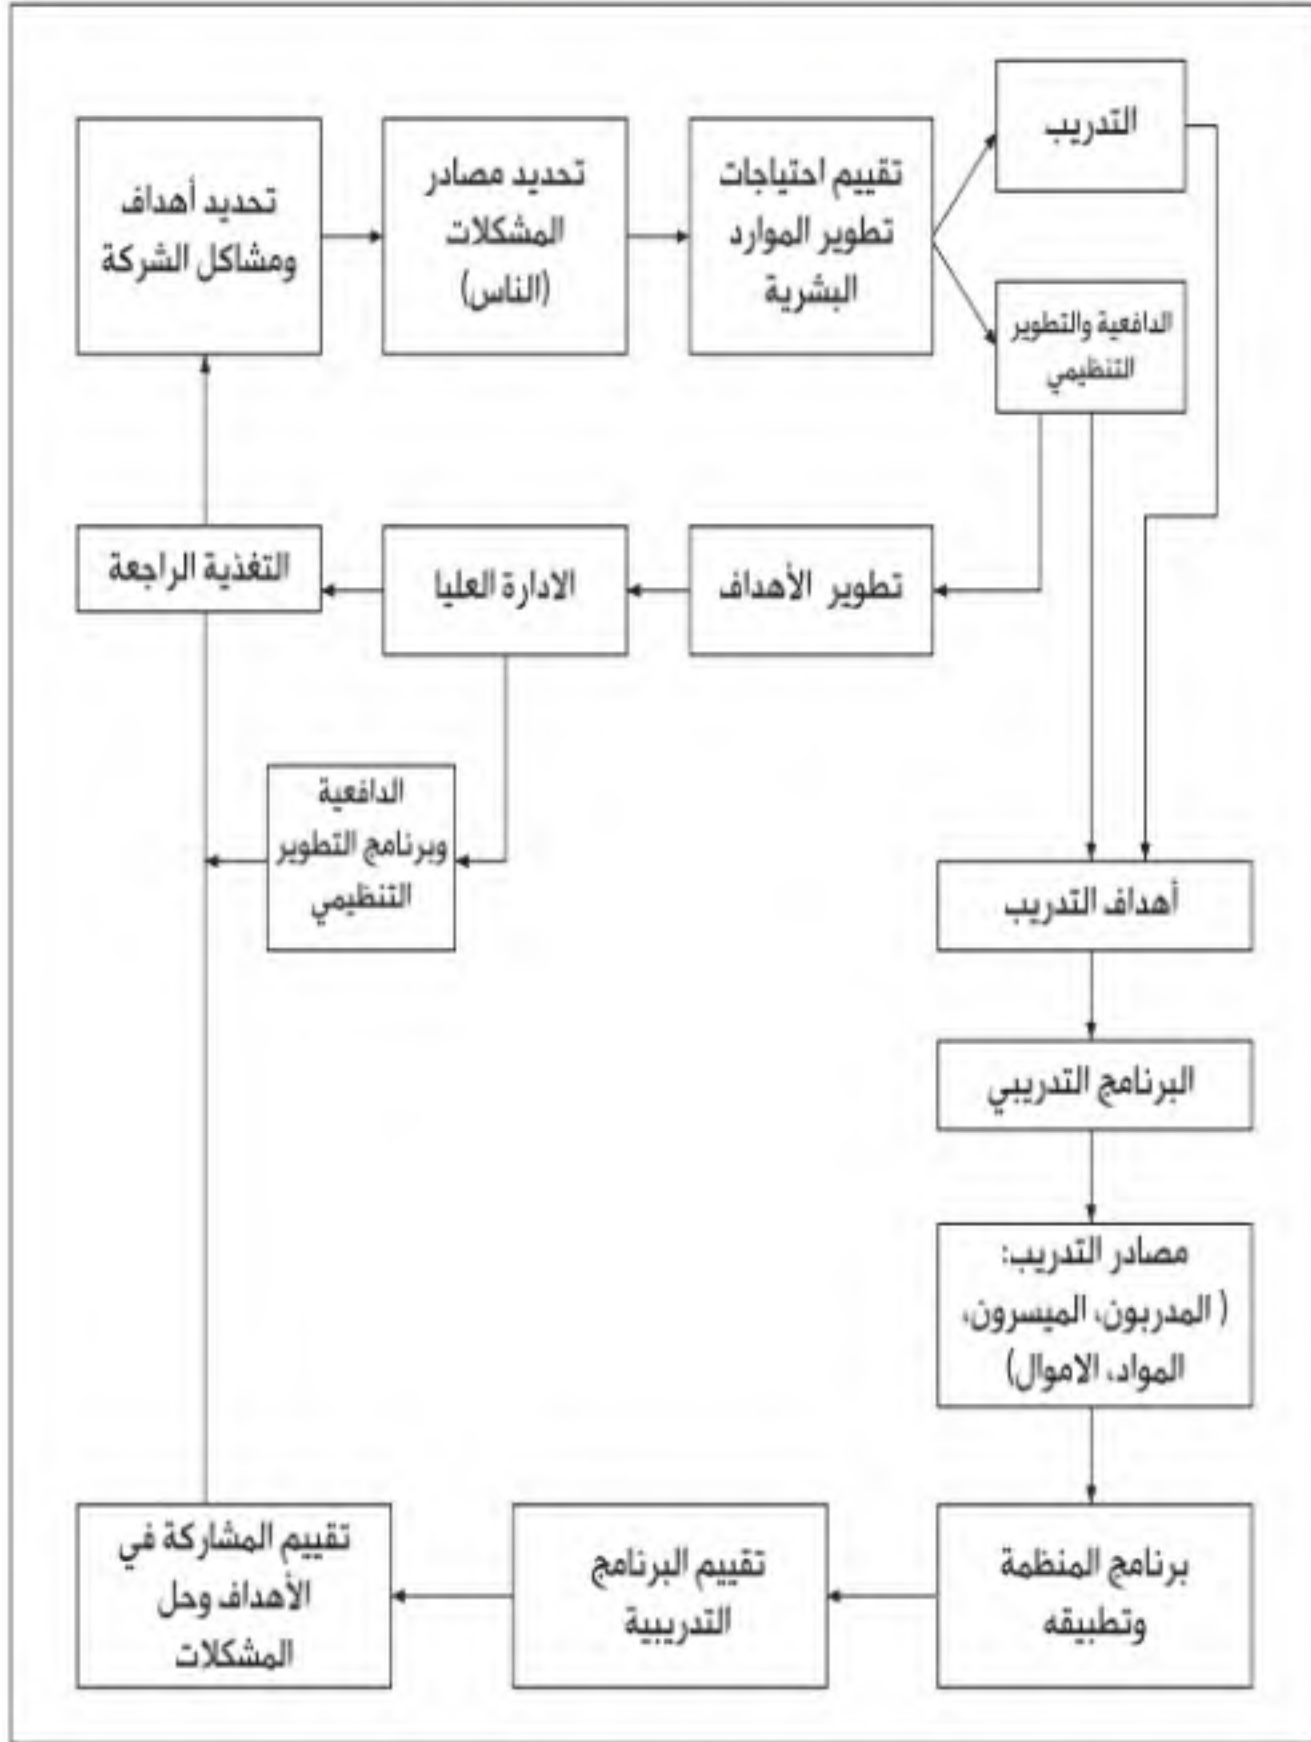 تحديد أهداف
ومشاكل الشركة
تحديد مصادر
المشكلات
(الناس)
تقييم احتياجات
تطوير الموارد
البشرية
التدريب
الدافعية والتطوير
التنظيمي
التغذية الراجعة
الادارة العليا
تطوير الأهداف
الدافعية
وبرنامج التطوير
التنظيمي
أهداف التدريب
البرنامج التدريبي
مصادر التدريب:
( المدربون، الميسرون،
المواد، الاموال)
برنامج المنظمة
وتطبيقه
تقييم البرنامج
التدريبية
تقييم المشاركة في
الأهداف وحل
المشكلات